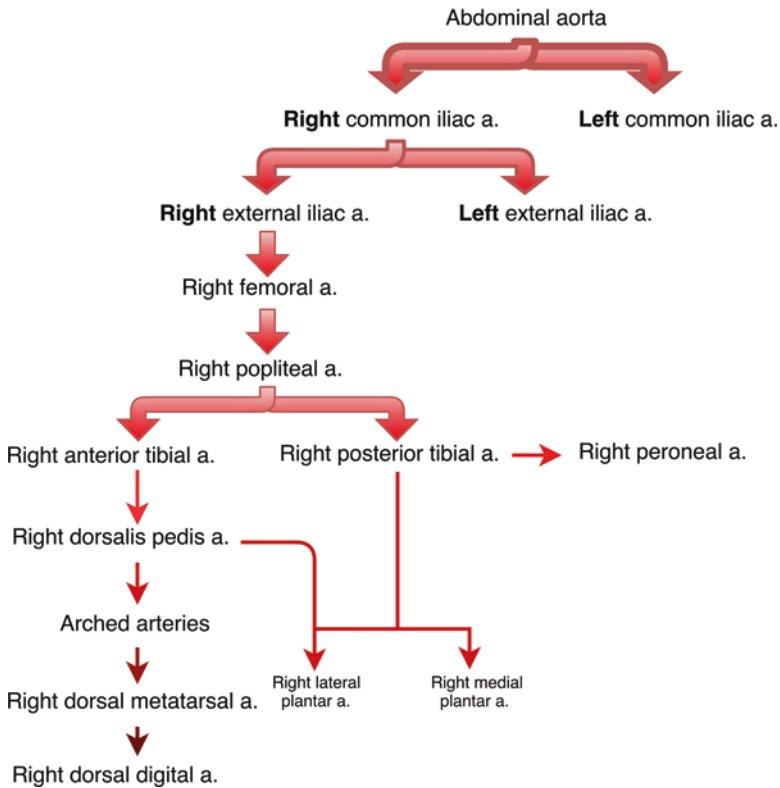 Abdominal aorta
Right common iliac a.
Left common iliac a.
Right external iliac a.
Left external iliac a.
Right femoral a.
Right popliteal a.
Right anterior tibial a.
Right posterior tibial a.
Right peroneal a.
Right dorsalis pedis a.
Arched arteries
Right lateral
plantar a.
Right medial
plantar a.
Right dorsal metatarsal a.
Right dorsal digital a.